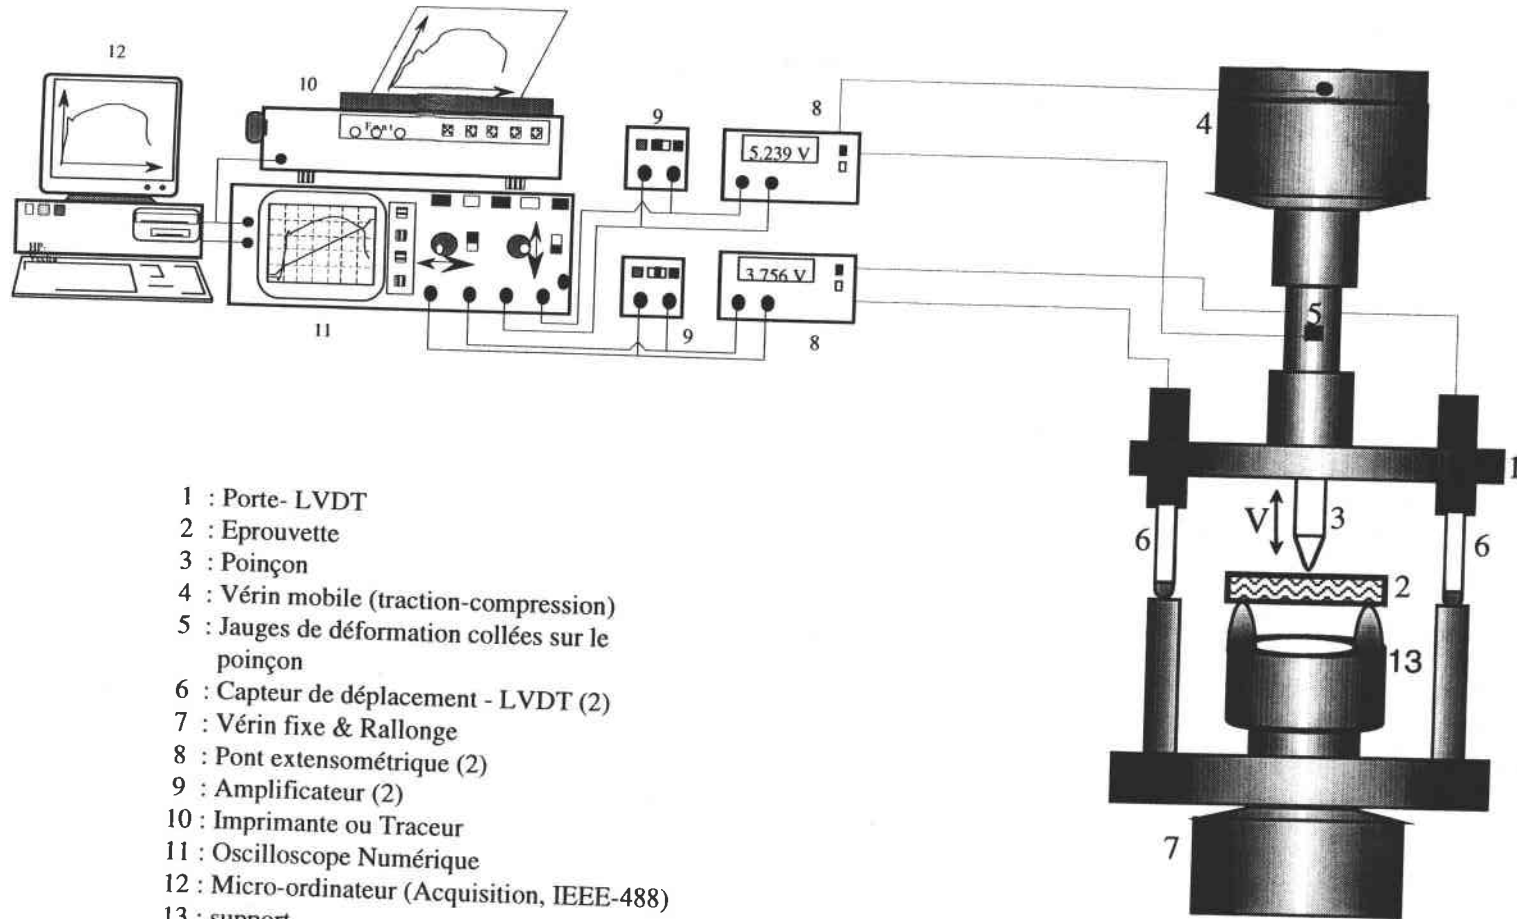 12
10
Font
9
8
5.239 V
4
3.756 V
11
9
8
5
1
V
3
6
6
2
13
7
1 : Porte- LVDT
2 : Eprouvette
3 : Poinçon
4 : Vérin mobile (traction-compression)
5 : Jauges de déformation collées sur le
poinçon
6 : Capteur de déplacement - LVDT (2)
7 : Vérin fixe & Rallonge
8 : Pont extensométrique (2)
9 : Amplificateur (2)
10 : Imprimante ou Traceur
11 : Oscilloscope Numérique
12 : Micro-ordinateur (Acquisition, IEEE-488)
13 : support